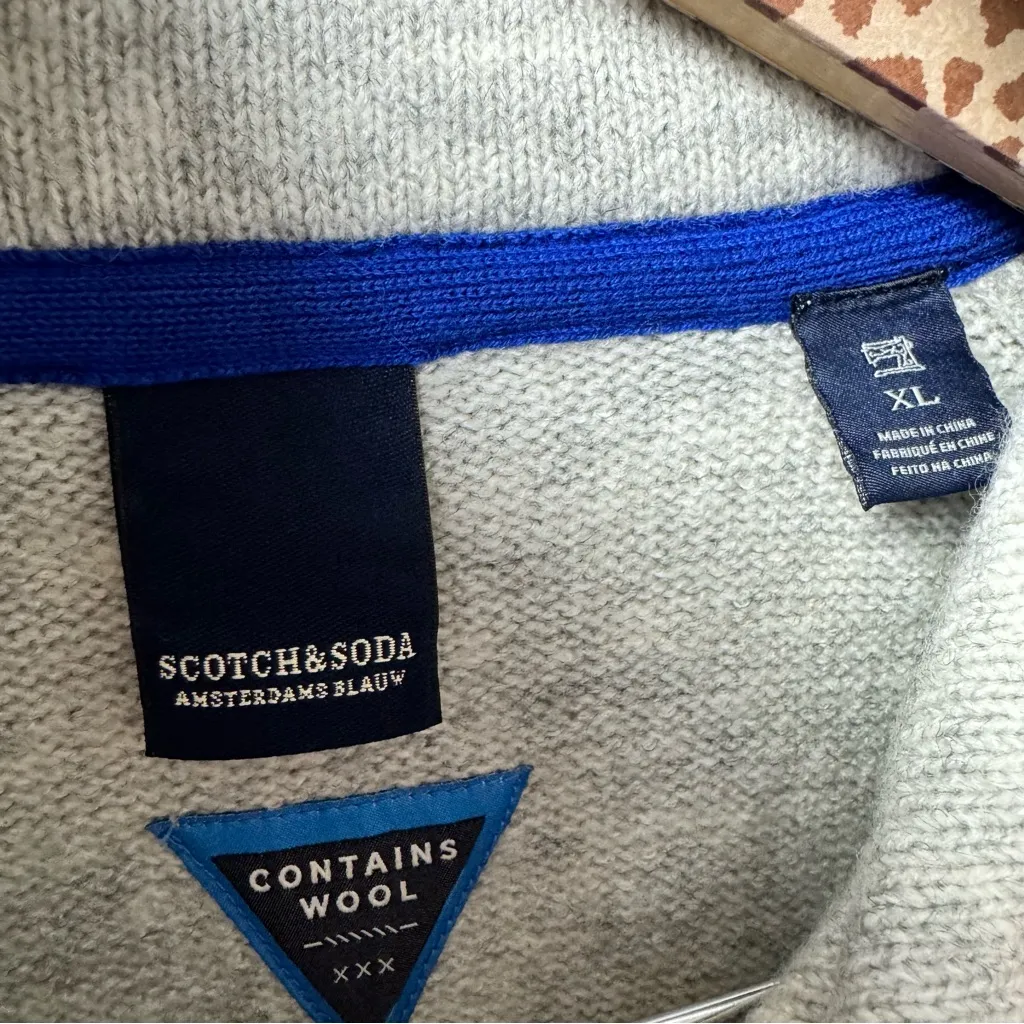 XL
MADE IN CHINA
FABRIQUÉ EN CHINE
FEITO NA CHINA
SCOTCH&SODA
AMSTERDAMS BLAUW
CONTAINS
WOOL
XXX